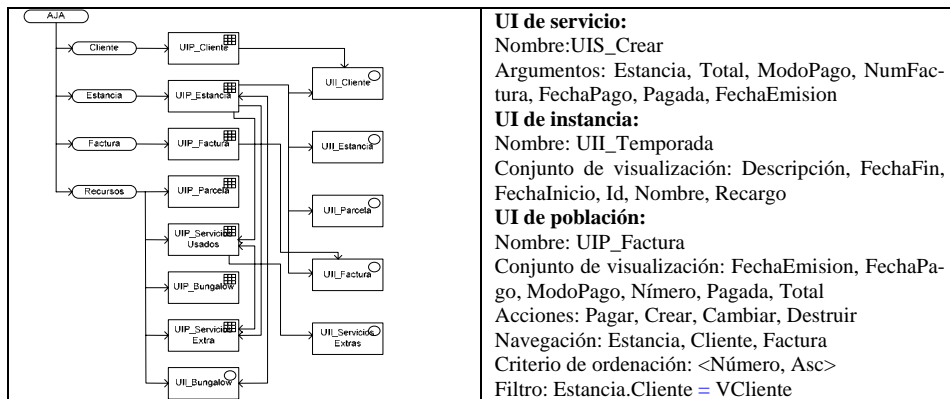 AJA
Cliente
UIP_Cliente
UII_Cliente
Estancia
UIP_Estancia
UII_Estancia
Factura
UIP_Factura
Recursos
UIP_Parcela
UII_Parcela
UIP_Servicios
Usados
UII_Factura
UIP_Bungalow
UIP_Servicios
Extra
UII_Servicios
Extras
UII_Bungalow
UI de servicio:
Nombre:UIS_Crear
Argumentos: Estancia, Total, ModoPago, NumFac-
tura, FechaPago, Pagada, FechaEmision
UI de instancia:
Nombre: UII_Temporada
Conjunto de visualización: Descripción, FechaFin,
FechaInicio, Id, Nombre, Recargo
UI de población:
Nombre: UIP_Factura
Conjunto de visualización: FechaEmision, FechaPa-
go, ModoPago, Nímero, Pagada, Total
Acciones: Pagar, Crear, Cambiar, Destruir
Navegación: Estancia, Cliente, Factura
Criterio de ordenación: <Número, Asc>
Filtro: Estancia.Cliente = VCliente